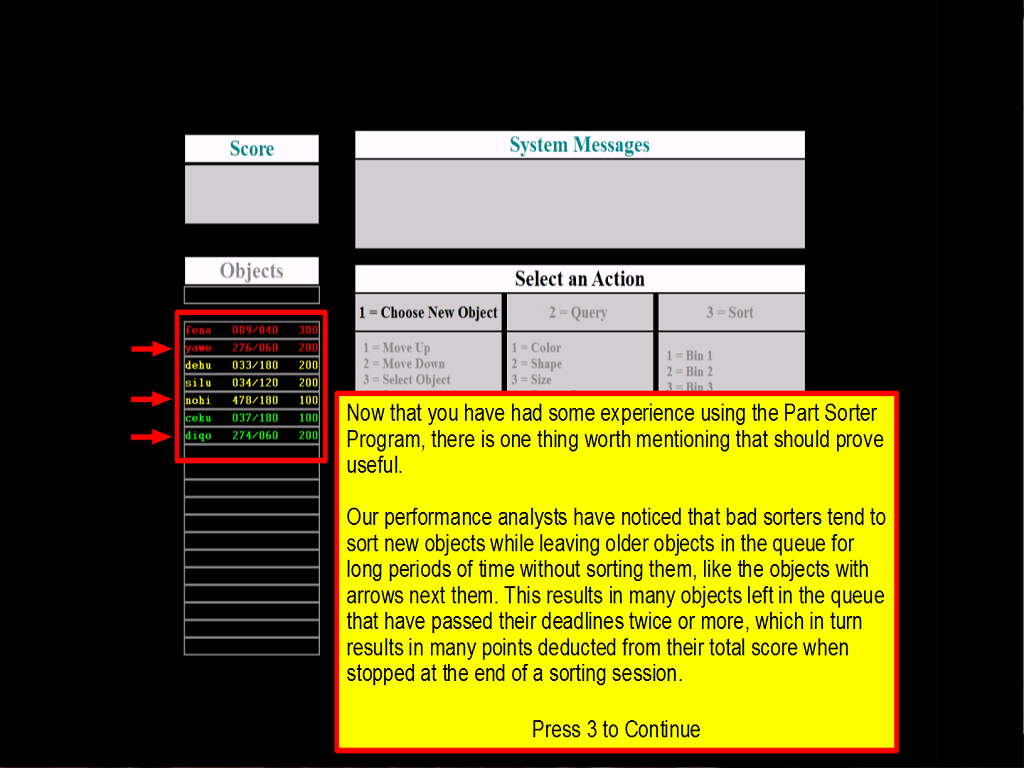 Score
System Messages
Objects
Select an Action
1 = Choose New Object
2 = Query
3 = Sort
fena 009/040 300
yawe 276/060 200
dehu 033/180 200
silu 034/120 200
nohi 478/180 100
ceku 037/180 100
diqo 274/060 200
1 = Move Up
2 = Move Down
3 = Select Object
1 = Color
2 = Shape
3 = Size
1 = Bin 1
2 = Bin 2
3 = Bin 3
Now that you have had some experience using the Part Sorter
Program, there is one thing worth mentioning that should prove
useful.
Our performance analysts have noticed that bad sorters tend to
sort new objects while leaving older objects in the queue for
long periods of time without sorting them, like the objects with
arrows next them. This results in many objects left in the queue
that have passed their deadlines twice or more, which in turn
results in many points deducted from their total score when
stopped at the end of a sorting session.
Press 3 to Continue